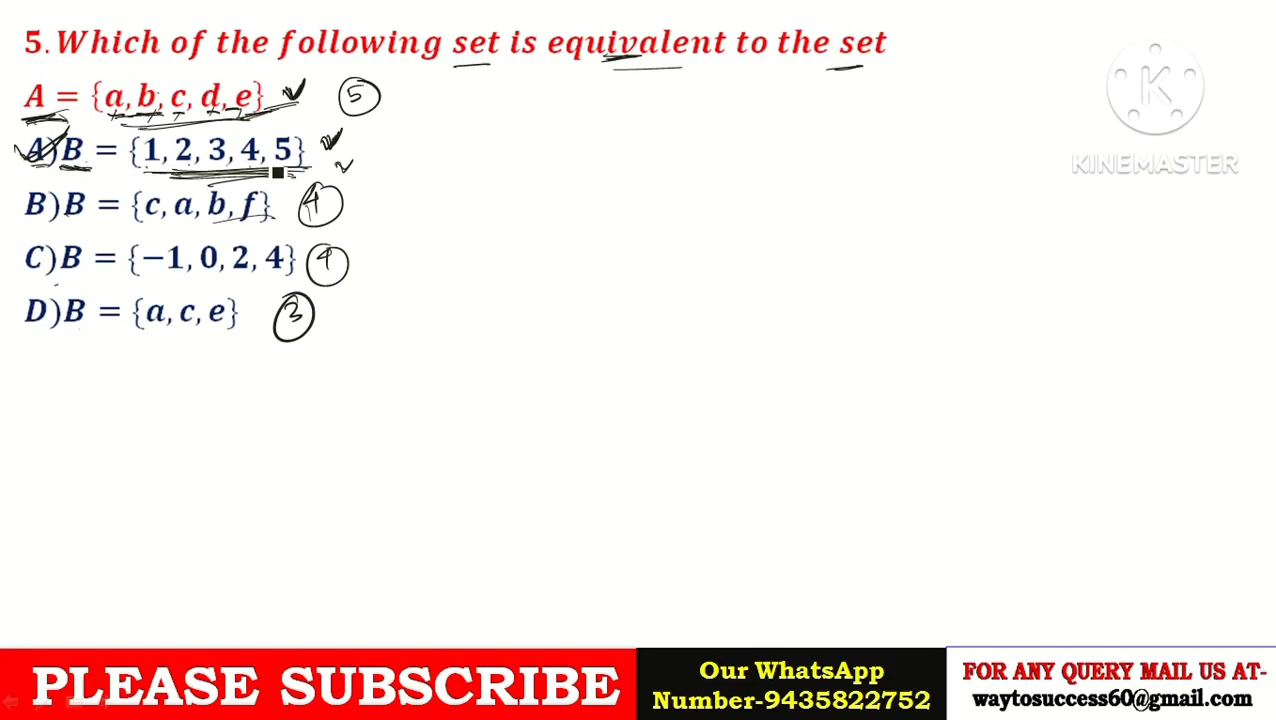 5. Which of the following set is equivalent to the set
A = {a, b, c, d, e} 5
A) B = {1, 2, 3, 4, 5}
B) B = {c, a, b, f} 4
C) B = {−1, 0, 2, 4} 4
D) B = {a, c, e} 3
K
KINEMASTER
PLEASE SUBSCRIBE
Our WhatsApp
Number-9435822752
FOR ANY QUERY MAIL US AT-
waytosuccess60@gmail.com